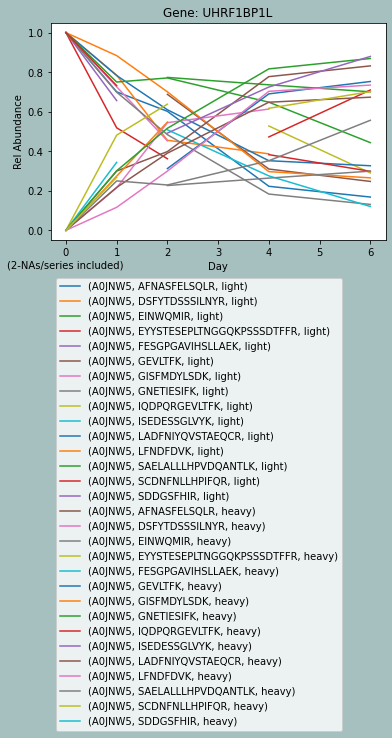 Gene: UHRF1BP1L
1.0
0.8
0.6
0.4
0.2
0.0
Rel Abundance
0 1 2 3 4 5 6
(2-NAs/series included)
Day
(A0JNW5, AFNASFELSQLR, light)
(A0JNW5, DSFYTDSSSILNYR, light)
(A0JNW5, EINWQMIR, light)
(A0JNW5, EYYSTESEPLTNGGQKPSSSDTFFR, light)
(A0JNW5, FESGPGAVIHSLLAEK, light)
(A0JNW5, GEVLTFK, light)
(A0JNW5, GISFMDYLSDK, light)
(A0JNW5, GNETIESIFK, light)
(A0JNW5, IQDPQRGEVLTFK, light)
(A0JNW5, ISEDESSGLVYK, light)
(A0JNW5, LADFNIYQVSTAEQCR, light)
(A0JNW5, LFNDFDVK, light)
(A0JNW5, SAELALLLHPVDQANTLK, light)
(A0JNW5, SCDNFNLLHPIFQR, light)
(A0JNW5, SDDGSFHIR, light)
(A0JNW5, AFNASFELSQLR, heavy)
(A0JNW5, DSFYTDSSSILNYR, heavy)
(A0JNW5, EINWQMIR, heavy)
(A0JNW5, EYYSTESEPLTNGGQKPSSSDTFFR, heavy)
(A0JNW5, FESGPGAVIHSLLAEK, heavy)
(A0JNW5, GEVLTFK, heavy)
(A0JNW5, GISFMDYLSDK, heavy)
(A0JNW5, GNETIESIFK, heavy)
(A0JNW5, IQDPQRGEVLTFK, heavy)
(A0JNW5, ISEDESSGLVYK, heavy)
(A0JNW5, LADFNIYQVSTAEQCR, heavy)
(A0JNW5, LFNDFDVK, heavy)
(A0JNW5, SAELALLLHPVDQANTLK, heavy)
(A0JNW5, SCDNFNLLHPIFQR, heavy)
(A0JNW5, SDDGSFHIR, heavy)